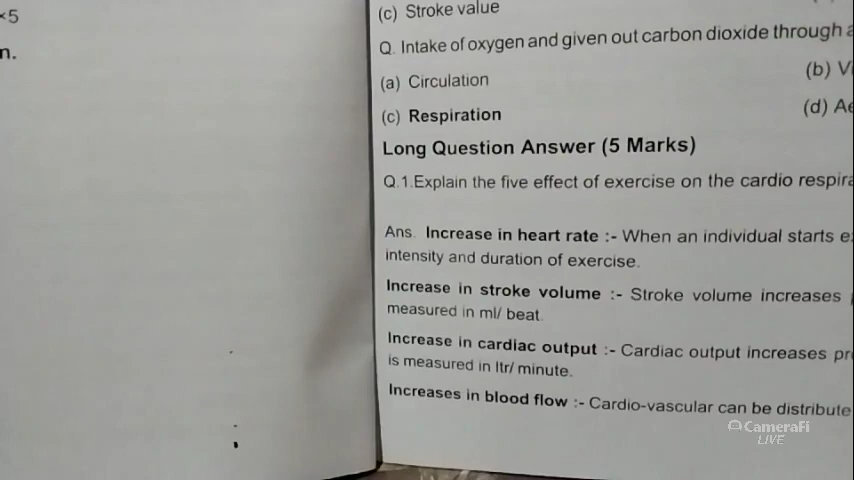 ×5
n.
(c) Stroke value
Q. Intake of oxygen and given out carbon dioxide through
(a) Circulation
(b)
(c) Respiration
(d)
Long Question Answer (5 Marks)
Q.1.Explain the five effect of exercise on the cardio
Ans. Increase in heart rate :- When an individual starts
intensity and duration of exercise.
Increase in stroke volume :- Stroke volume increases
measured in ml/ beat.
Increase in cardiac output :- Cardiac output increases
is measured in ltr/ minute.
Increases in blood flow :- Cardio-vascular can be distribute
CameraFi
LIVE